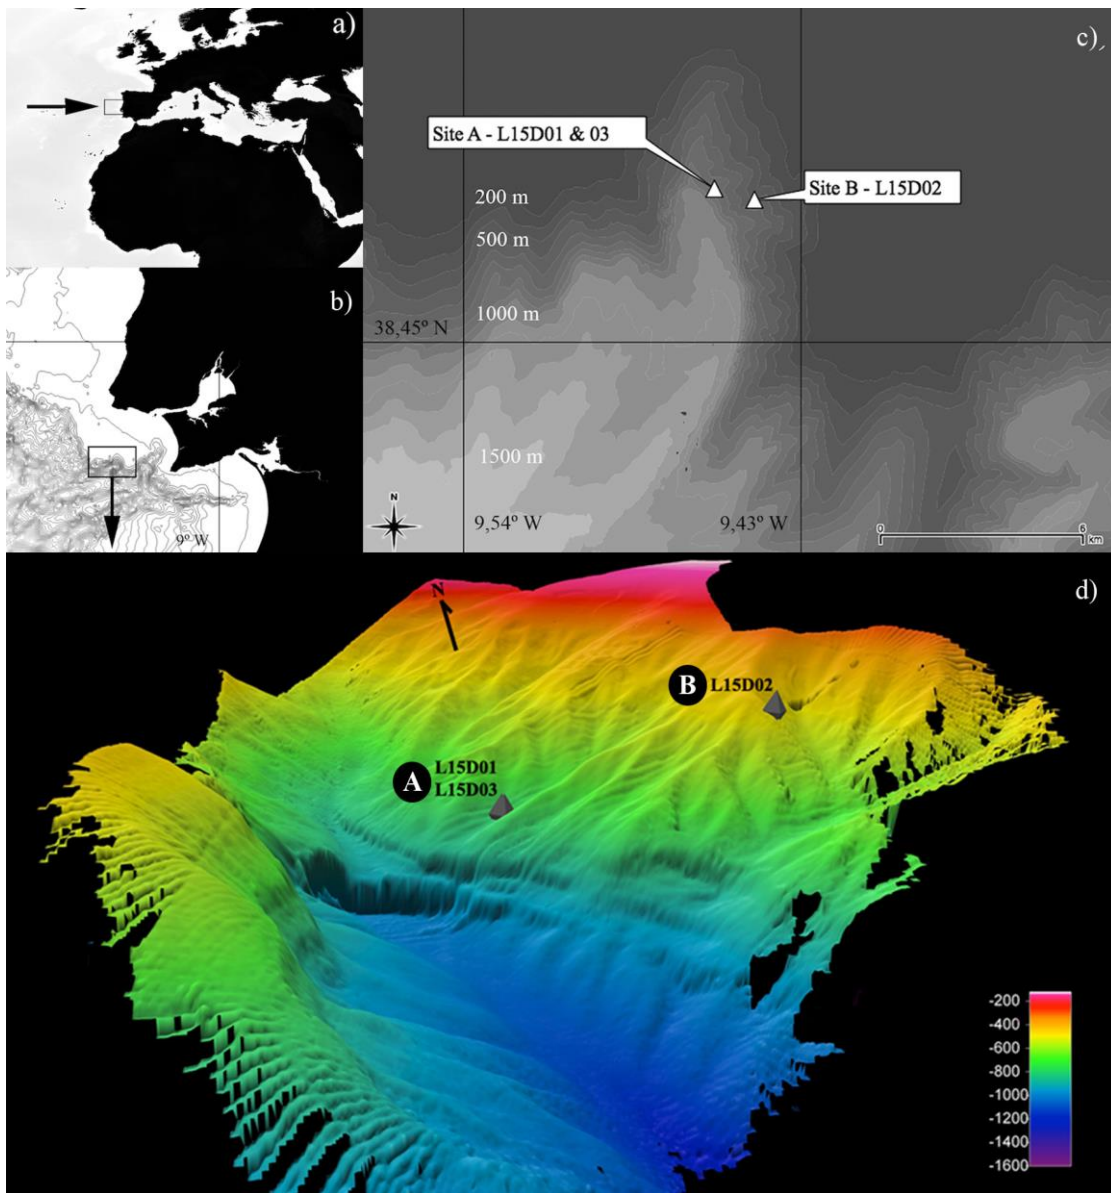 a)
b)
9º W
c)
Site A - L15D01 & 03
Site B - L15D02
200 m
500 m
1000 m
38,45º N
1500 m
N
9,54º W
9,43º W
0
6
km
d)
N
B L15D02
A L15D01
L15D03
-200
-400
-600
-800
-1000
-1200
-1400
-1600